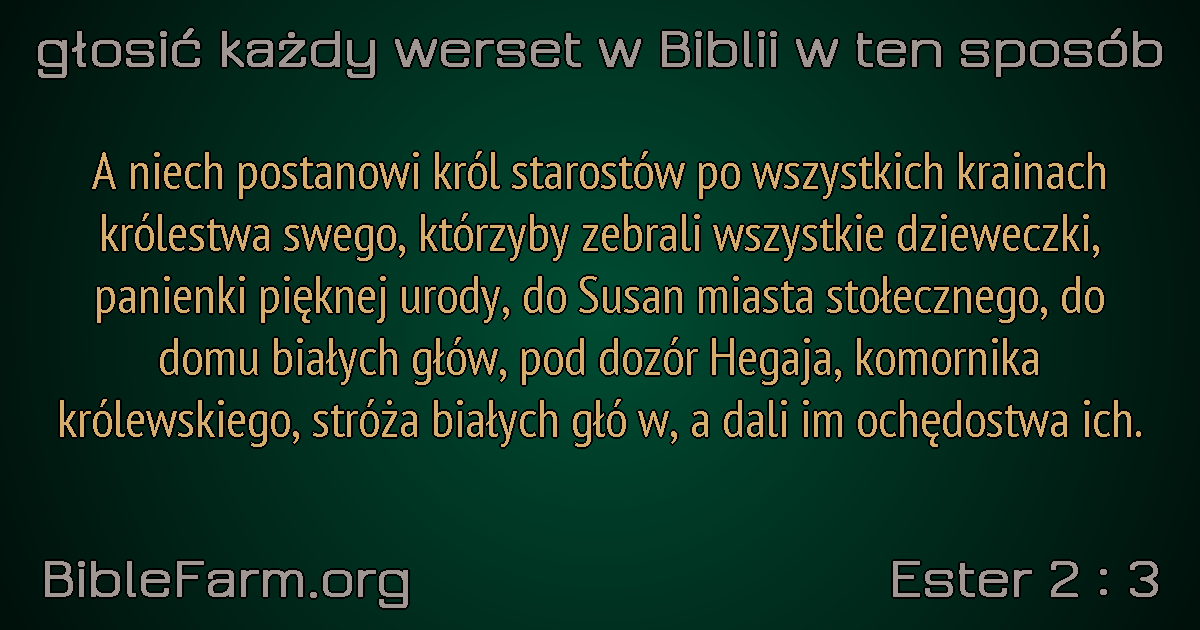 głosić każdy werset w Biblii w ten sposób
A niech postanowi król starostów po wszystkich krainach
królestwa swego, którzyby zebrali wszystkie dzieweczki,
panienki pięknej urody, do Susan miasta stołecznego, do
domu białych głów, pod dozór Hegaja, komornika
królewskiego, stróża białych głó w, a dali im ochędostwa ich.
BibleFarm.org
Ester 2 : 3